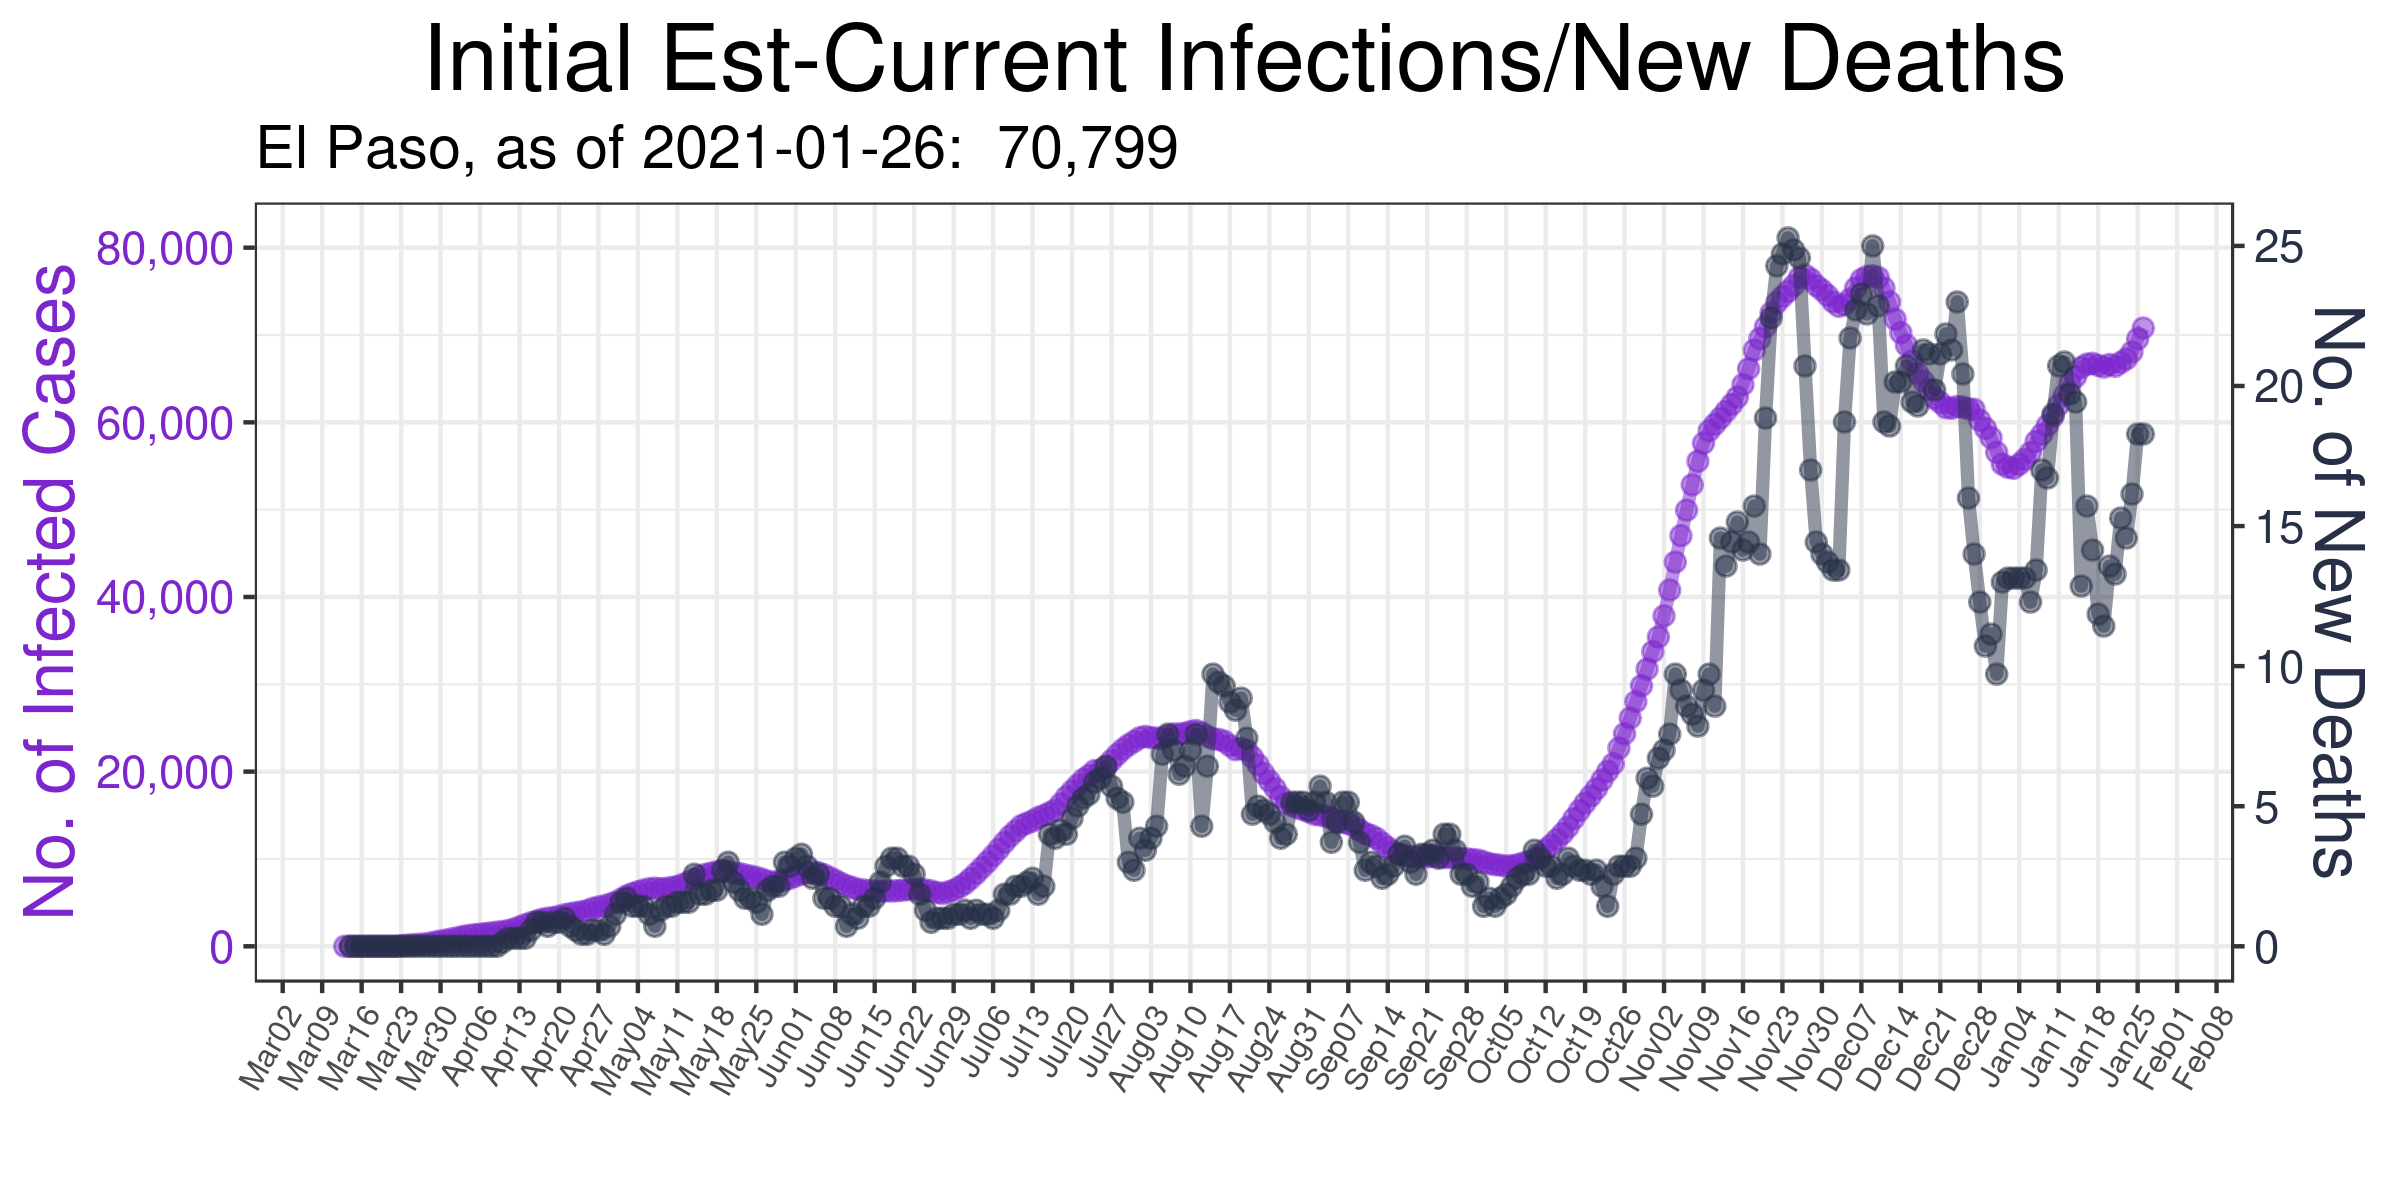 Initial Est-Current Infections/New Deaths
El Paso, as of 2021-01-26: 70,799
No. of Infected Cases
80,000
60,000
40,000
20,000
0
25
20
15
10
5
0
No. of New Deaths
Mar02 Mar09 Mar16 Mar23 Mar30 Apr06 Apr13 Apr20 Apr27 May04 May11 May18 May25 Jun01 Jun08 Jun15 Jun22 Jun29 Jul06 Jul13 Jul20 Jul27 Aug03 Aug10 Aug17 Aug24 Aug31 Sep07 Sep14 Sep21 Sep28 Oct05 Oct12 Oct19 Oct26 Nov02 Nov09 Nov16 Nov23 Nov30 Dec07 Dec14 Dec21 Dec28 Jan04 Jan11 Jan18 Jan25 Feb01 Feb08